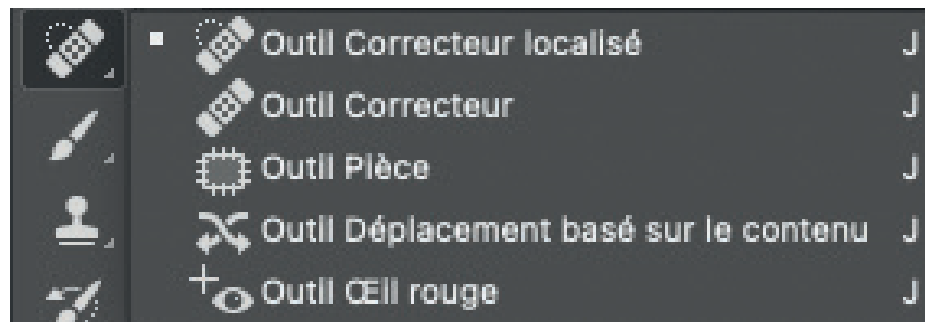 Outil Correcteur localisé J
Outil Correcteur J
Outil Pièce J
Outil Déplacement basé sur le contenu J
Outil Œil rouge J